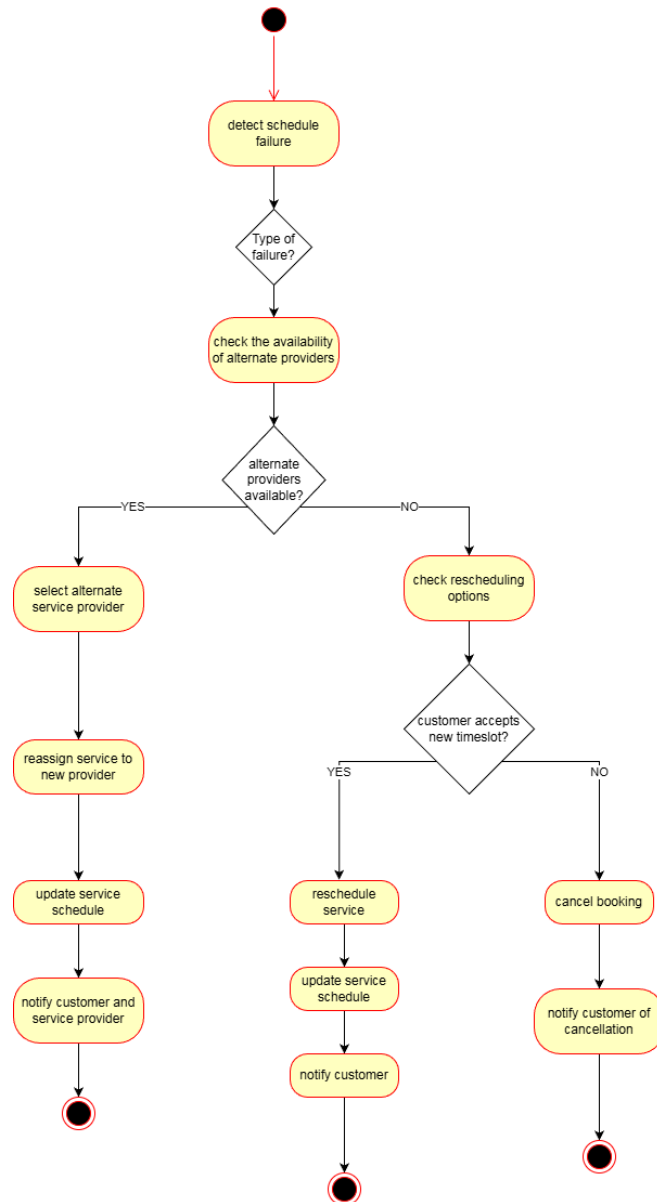 detect schedule
failure
Type of
failure?
check the availability
of alternate providers
alternate
providers
available?
YES
NO
select alternate
service provider
check rescheduling
options
customer accepts
new timeslot?
reassign service to
new provider
YES
NO
update service
schedule
reschedule
service
cancel booking
update service
schedule
notify customer and
service provider
notify customer of
cancellation
notify customer